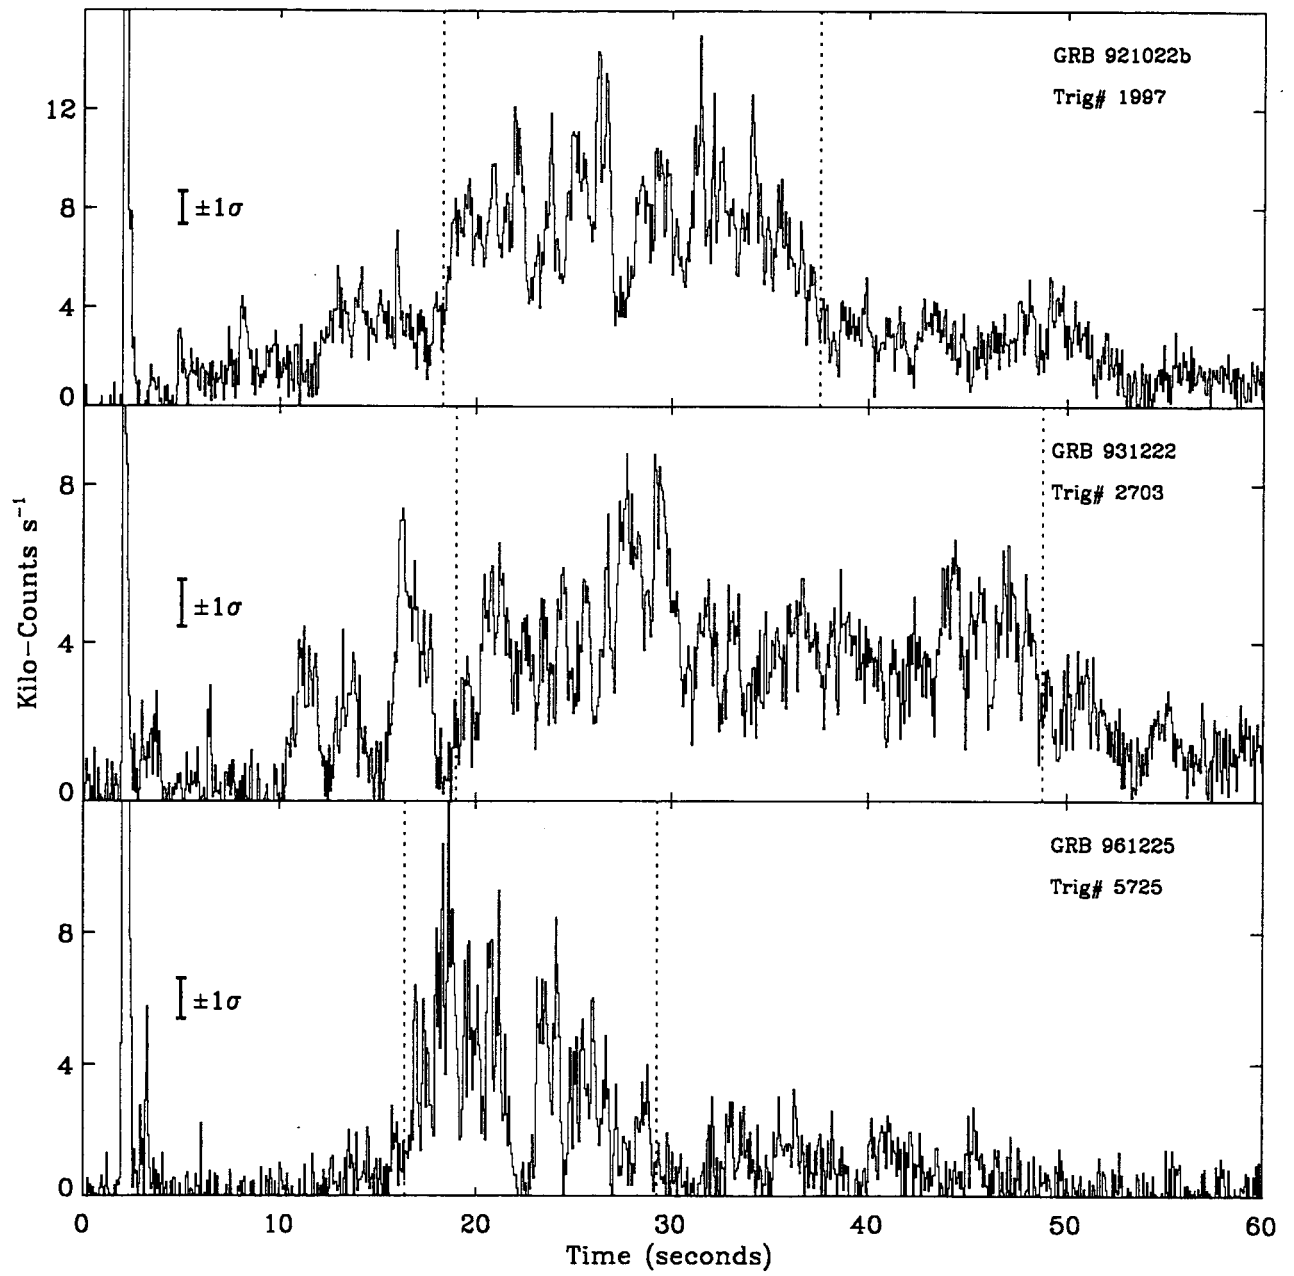 GRB 921022b
Trig# 1997
12
8
±1σ
4
0
GRB 931222
8
Trig# 2703
Kilo-Counts s⁻¹
±1σ
4
0
GRB 961225
Trig# 5725
8
±1σ
4
0
0 10 20 30 40 50 60
Time (seconds)